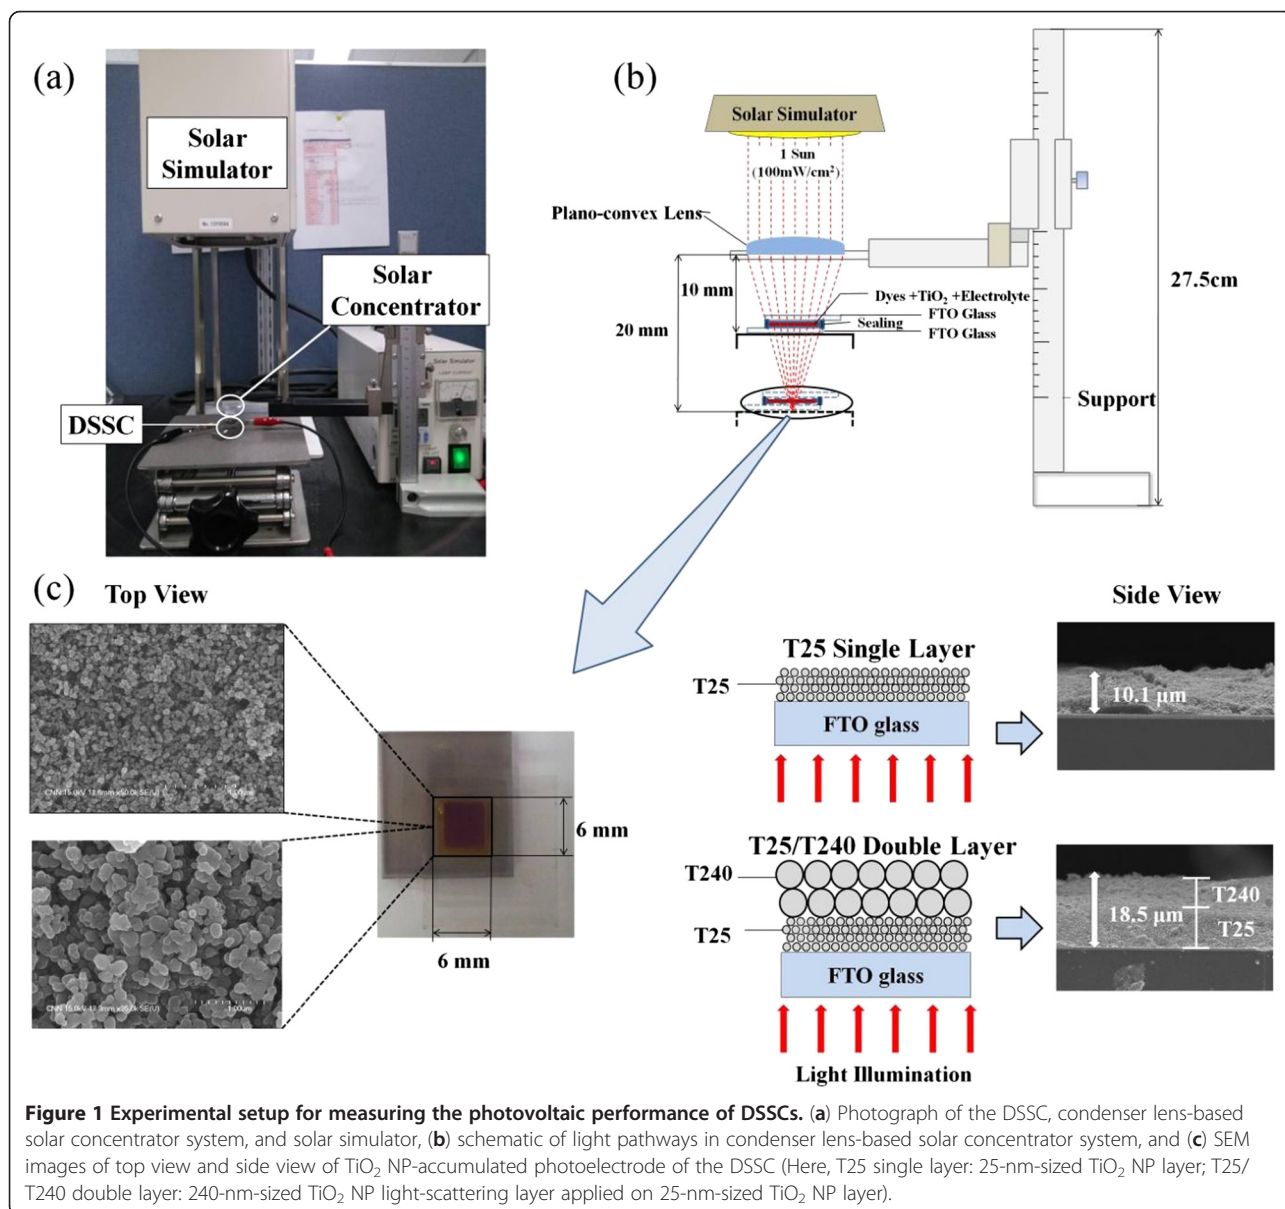 (a)
Solar
Simulator
Solar
Concentrator
DSSC
Solar Simulator
(b)
Solar Simulator
1 Sun
(100mW/cm²)
Plano-convex Lens
10 mm
20 mm
Dyes +TiO₂ +Electrolyte
FTO Glass
Sealing
FTO Glass
27.5cm
Support
(c)
Top View
1.00um
1.00um
6 mm
6 mm
Side View
T25 Single Layer
T25
FTO glass
10.1 μm
T25/T240 Double Layer
T240
T25
FTO glass
18.5 μm
T240
T25
Light Illumination
Figure 1 Experimental setup for measuring the photovoltaic performance of DSSCs. (a) Photograph of the DSSC, condenser lens-based
solar concentrator system, and solar simulator, (b) schematic of light pathways in condenser lens-based solar concentrator system, and (c) SEM
images of top view and side view of TiO₂ NP-accumulated photoelectrode of the DSSC (Here, T25 single layer: 25-nm-sized TiO₂ NP layer; T25/
T240 double layer: 240-nm-sized TiO₂ NP light-scattering layer applied on 25-nm-sized TiO₂ NP layer).